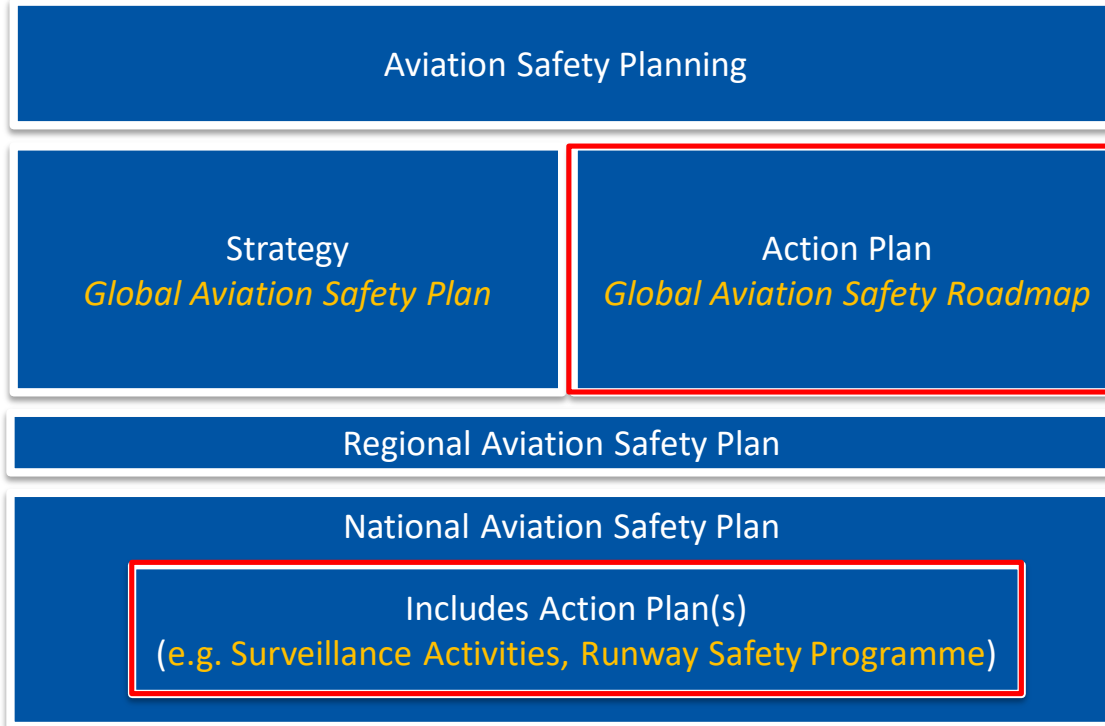 Aviation Safety Planning
Strategy
Global Aviation Safety Plan
Action Plan
Global Aviation Safety Roadmap
Regional Aviation Safety Plan
National Aviation Safety Plan
Includes Action Plan(s)
(e.g. Surveillance Activities, Runway Safety Programme)